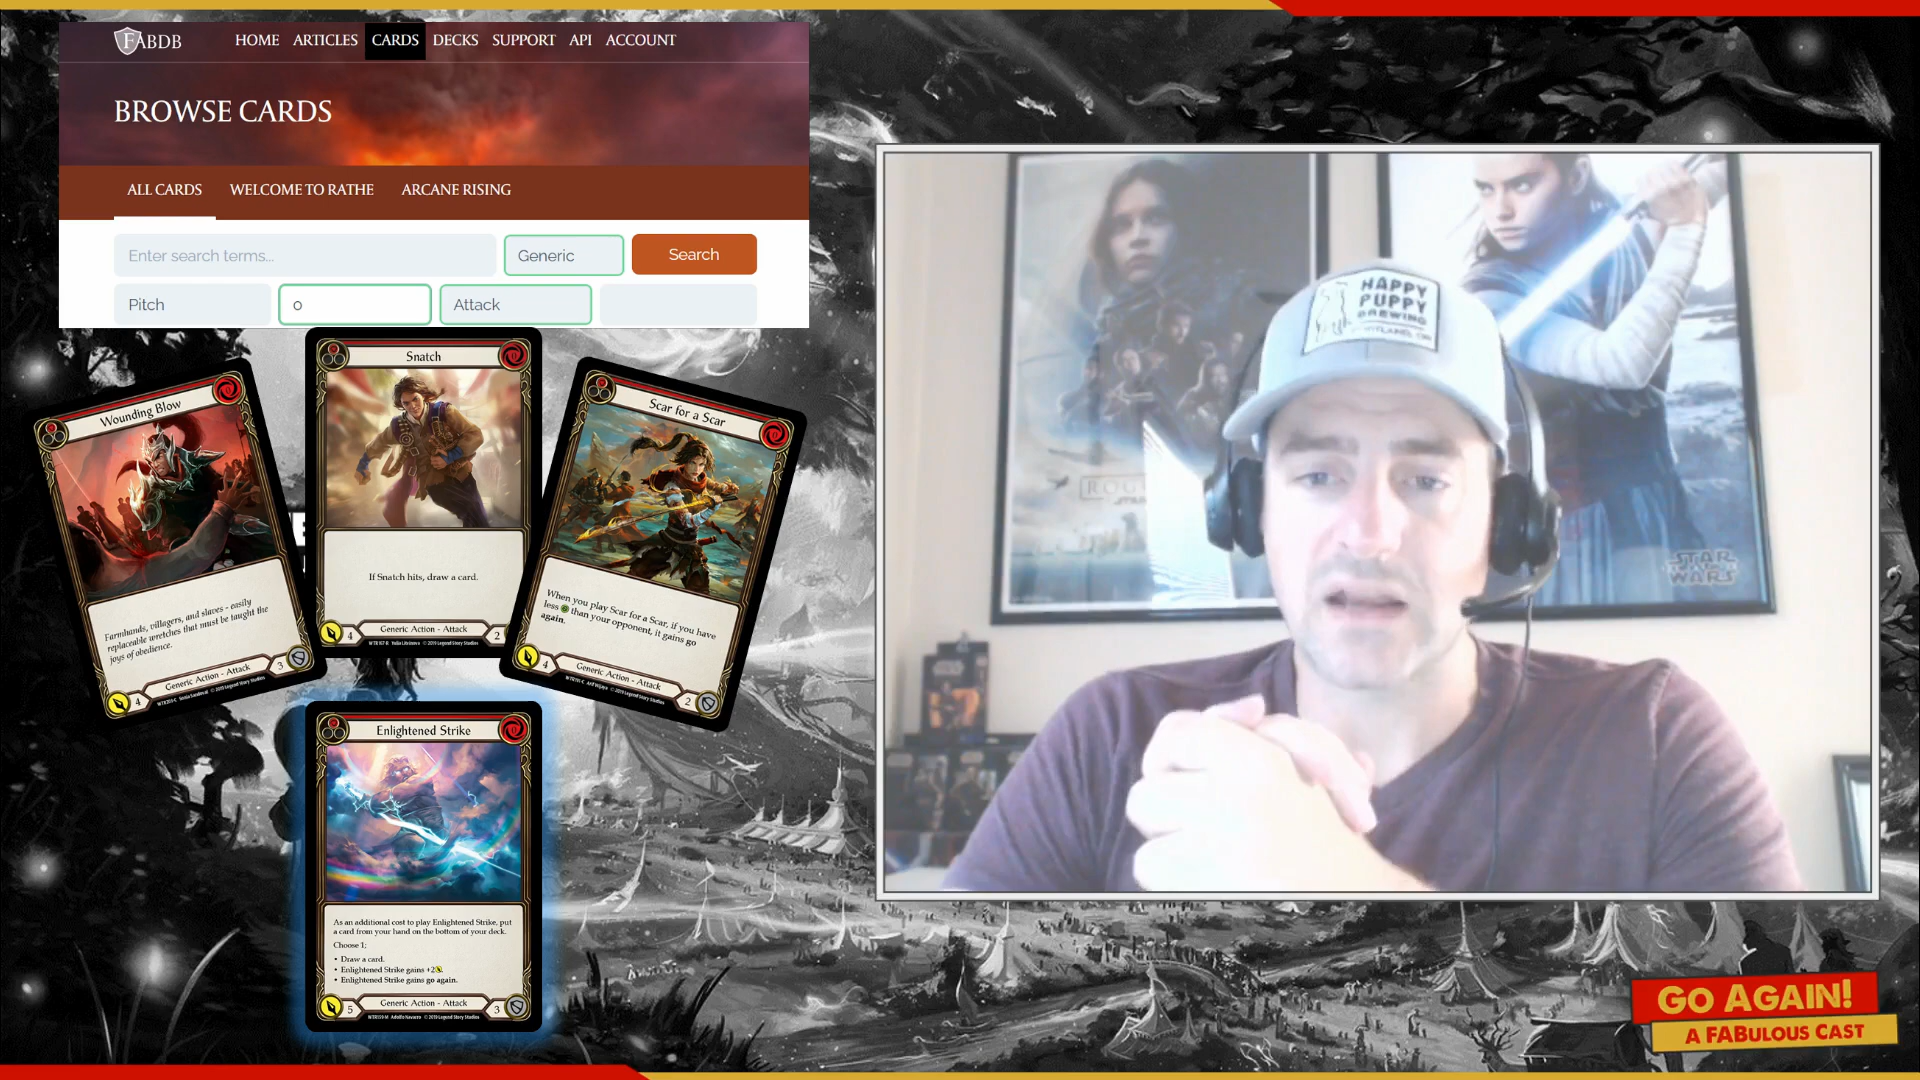 FABDB
HOME ARTICLES CARDS DECKS SUPPORT API ACCOUNT
BROWSE CARDS
ALL CARDS WELCOME TO RATHE ARCANE RISING
Enter search terms... Generic Search
Pitch 0 Attack
Wounding Blow
Farmhands, villagers, and slaves - easily
replaceable wretches that must be taught the
joys of obedience.
4 Generic Action - Attack 3
Snatch
If Snatch hits, draw a card.
4 Generic Action - Attack 2
Scar for a Scar
When you play Scar for a Scar, if you have
less than your opponent, it gains go
again.
4 Generic Action - Attack 2
Enlightened Strike
As an additional cost to play Enlightened Strike, put
a card from your hand on the bottom of your deck.
Choose 1;
• Draw a card.
• Enlightened Strike gains +2.
• Enlightened Strike gains go again.
5 Generic Action - Attack 3
HAPPY
PUPPY
BREWING
STAR
WARS
GO AGAIN!
A FABULOUS CAST